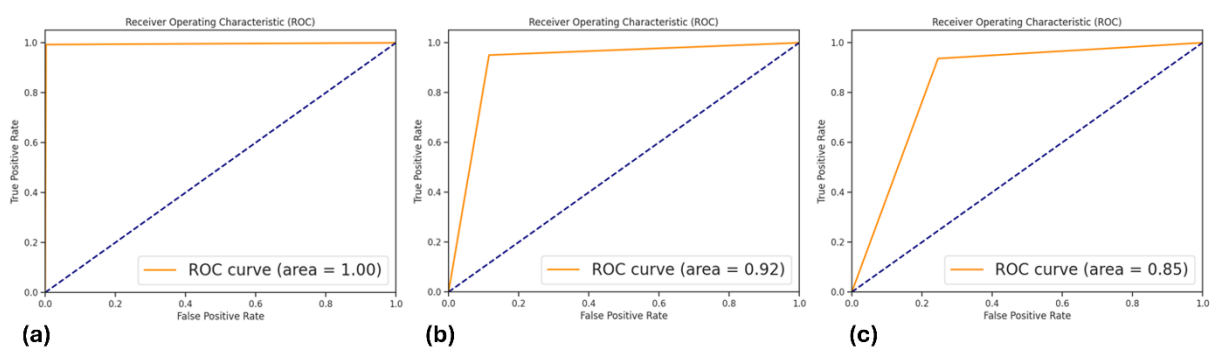 Receiver Operating Characteristic (ROC)
True Positive Rate
1.0
0.8
0.6
0.4
0.2
0.0
ROC curve (area = 1.00)
0.0 0.2 0.4 0.6 0.8 1.0
False Positive Rate
(a)
Receiver Operating Characteristic (ROC)
True Positive Rate
1.0
0.8
0.6
0.4
0.2
0.0
ROC curve (area = 0.92)
0.0 0.2 0.4 0.6 0.8 1.0
False Positive Rate
(b)
Receiver Operating Characteristic (ROC)
True Positive Rate
1.0
0.8
0.6
0.4
0.2
0.0
ROC curve (area = 0.85)
0.0 0.2 0.4 0.6 0.8 1.0
False Positive Rate
(c)